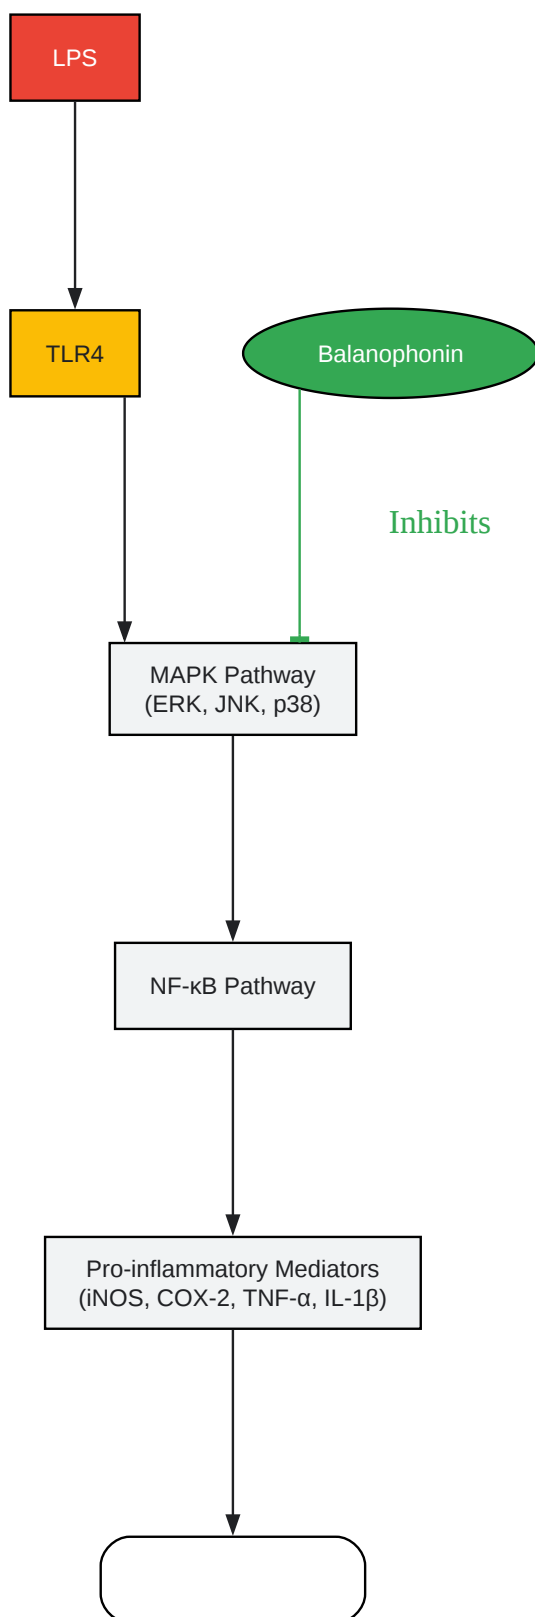 LPS
TLR4
Balanophonin
Inhibits
MAPK Pathway
(ERK, JNK, p38)
NF-κB Pathway
Pro-inflammatory Mediators
(iNOS, COX-2, TNF-α, IL-1β)